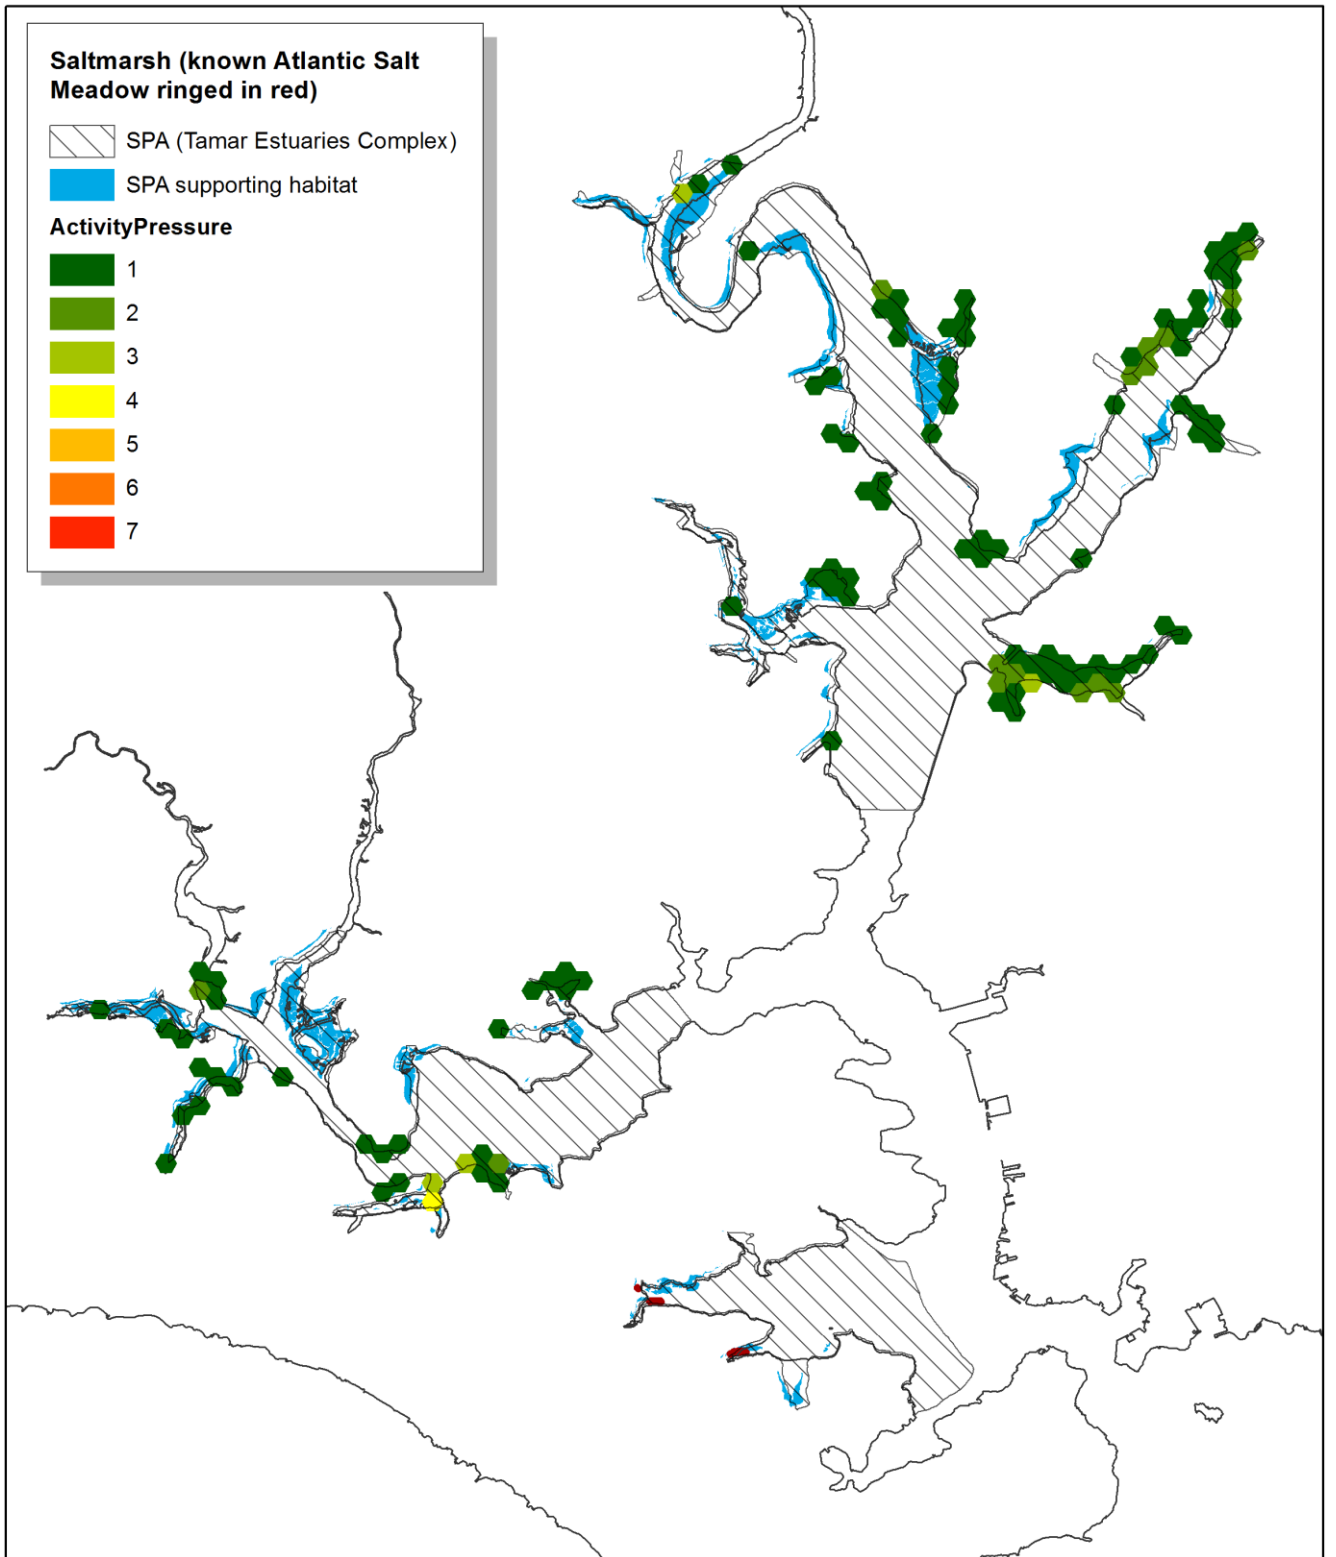 Saltmarsh (known Atlantic Salt
Meadow ringed in red)
SPA (Tamar Estuaries Complex)
SPA supporting habitat
ActivityPressure
1
2
3
4
5
6
7